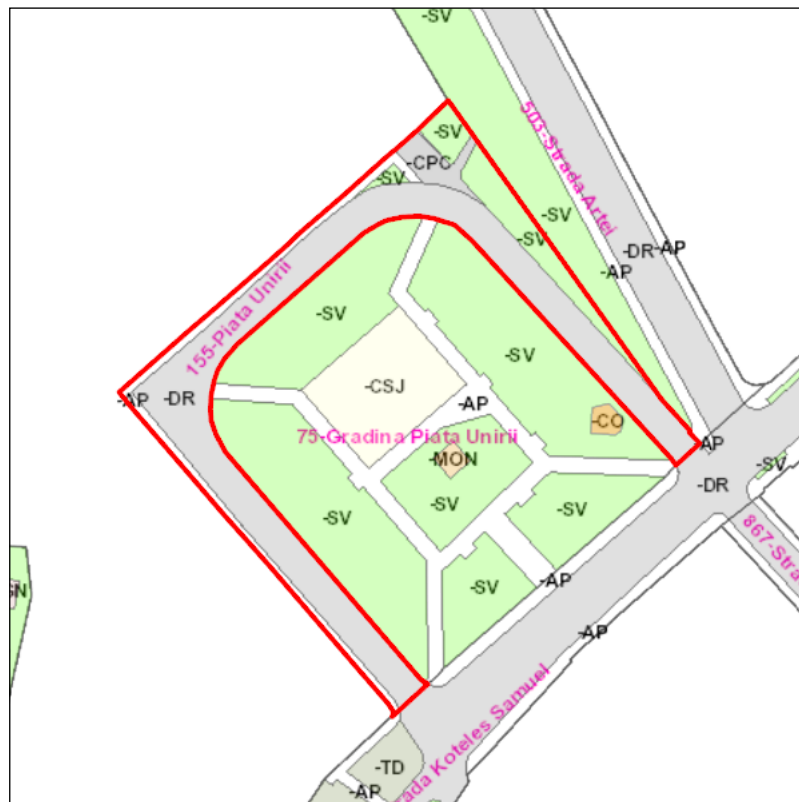 -SV
503-Strada Artei
-SV
-CPC
-SV
-SV
-SV
-DR
-AP
-AP
155-Piata Unirii
-SV
-SV
-CSJ
-AP
-DR
-AP
-CO
75-Gradina Piata Unirii
-AP
-MON
-SV
-DR
-SV
-SV
-SV
867-Stra
-AP
-SV
-AP
rada Koteles Samuel
-TD
-AP